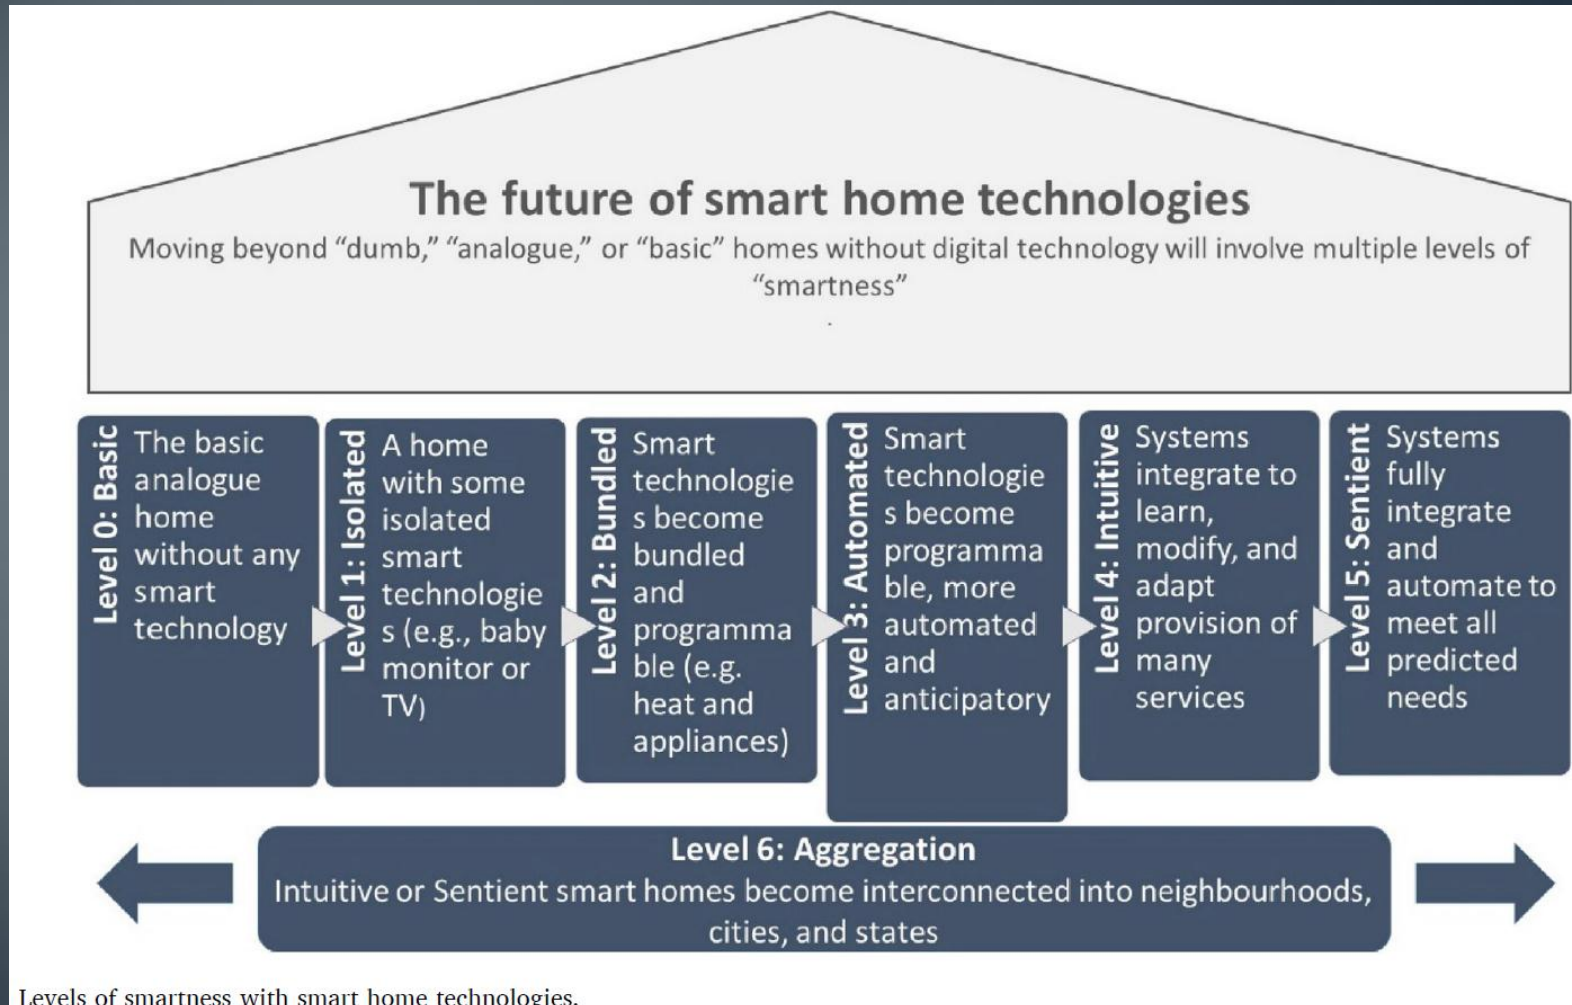 The future of smart home technologies
Moving beyond “dumb,” “analogue,” or “basic” homes without digital technology will involve multiple levels of
“smartness”
.
Level 0: Basic
The basic
analogue
home
without any
smart
technology
Level 1: Isolated
A home
with some
isolated
smart
technologie
s (e.g., baby
monitor or
TV)
Level 2: Bundled
Smart
technologie
s become
bundled
and
programma
ble (e.g.
heat and
appliances)
Level 3: Automated
Smart
technologie
s become
programma
ble, more
automated
and
anticipatory
Level 4: Intuitive
Systems
integrate to
learn,
modify, and
adapt
provision of
many
services
Level 5: Sentient
Systems
fully
integrate
and
automate to
meet all
predicted
needs
Level 6: Aggregation
Intuitive or Sentient smart homes become interconnected into neighbourhoods,
cities, and states
Levels of smartness with smart home technologies.